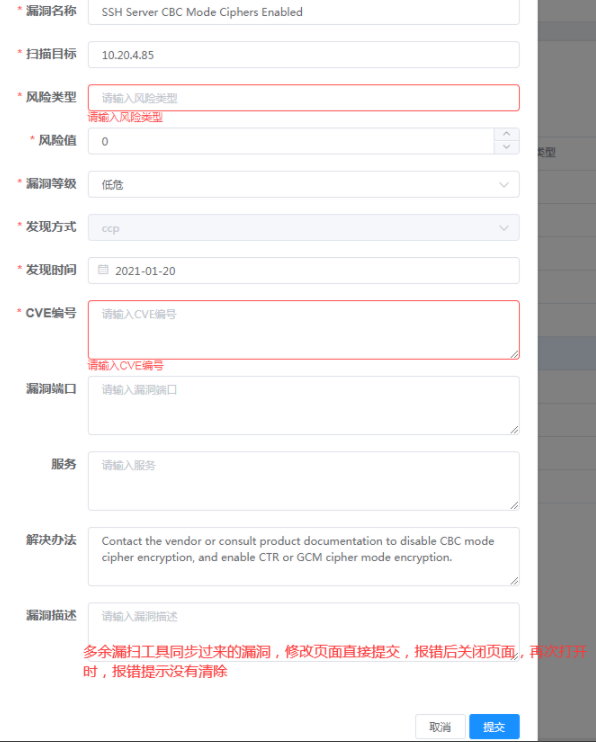 * 漏洞名称 SSH Server CBC Mode Ciphers Enabled
* 扫描目标 10.20.4.85
* 风险类型 请输入风险类型
请输入风险类型
* 风险值 0
类型
* 漏洞等级 低危
* 发现方式 ccp
* 发现时间 2021-01-20
* CVE编号 请输入CVE编号
请输入CVE编号
漏洞端口 请输入漏洞端口
服务 请输入服务
解决办法 Contact the vendor or consult product documentation to disable CBC mode
cipher encryption, and enable CTR or GCM cipher mode encryption.
漏洞描述 请输入漏洞描述
多余漏扫工具同步过来的漏洞，修改页面直接提交，报错后关闭页面，再次打开
时，报错提示没有清除
取消 提交